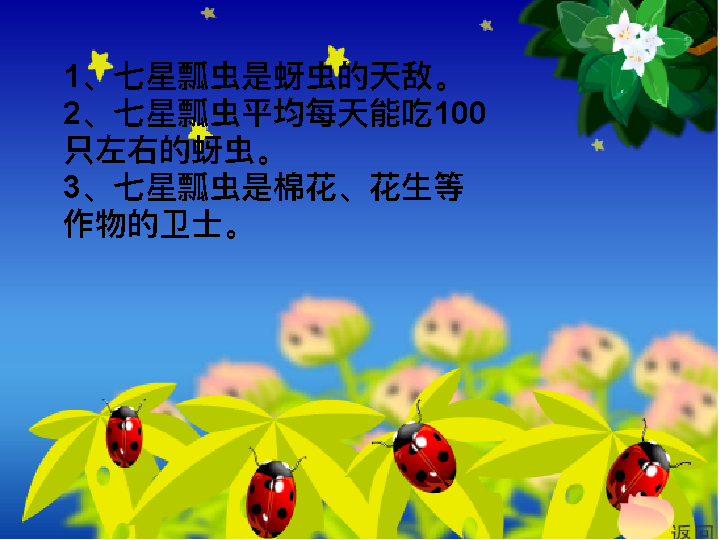 1、七星瓢虫是蚜虫的天敌。
2、七星瓢虫平均每天能吃100
只左右的蚜虫。
3、七星瓢虫是棉花、花生等
作物的卫士。
返回